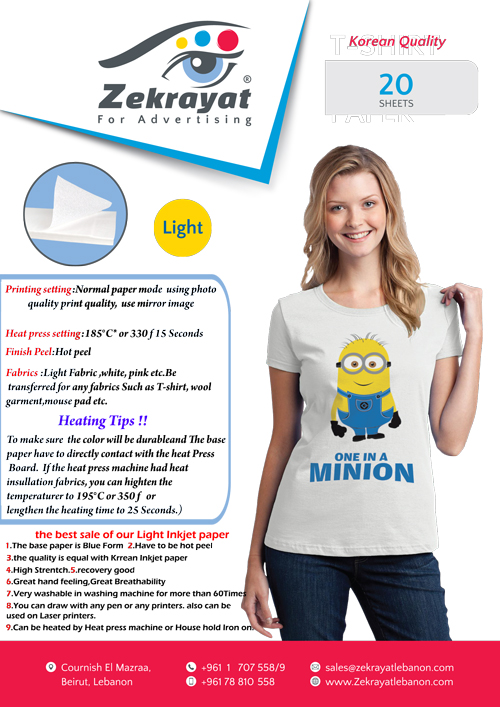 Zekrayat®
For Advertising
T-SHIRT
Korean Quality
20
SHEETS
PAPER
Light
Printing setting:Normal paper mode using photo
quality print quality, use mirror image
Heat press setting:185°C* or 330 f 15 Seconds
Finish Peel:Hot peel
Fabrics :Light Fabric ,white, pink etc.Be
transferred for any fabrics Such as T-shirt, wool
garment,mouse pad etc.
Heating Tips !!
To make sure the color will be durableand The base
paper have to directly contact with the heat Press
Board. If the heat press machine had heat
insullation fabrics, you can highten the
temperaturer to 195°C or 350 f or
lengthen the heating time to 25 Seconds.)
the best sale of our Light Inkjet paper
1.The base paper is Blue Form 2.Have to be hot peel
3.the quality is equal with Krrean Inkjet paper
4.High Strentch.5.recovery good
6.Great hand feeling,Great Breathability
7.Very washable in washing machine for more than 60Times
8.You can draw with any pen or any printers. also can be
used on Laser printers.
9.Can be heated by Heat press machine or House hold Iron on.
ONE IN A
MINION
Cournish El Mazraa,
Beirut, Lebanon
+961 1 707 558/9
+961 78 810 558
sales@zekrayatlebanon.com
www.Zekrayatlebanon.com